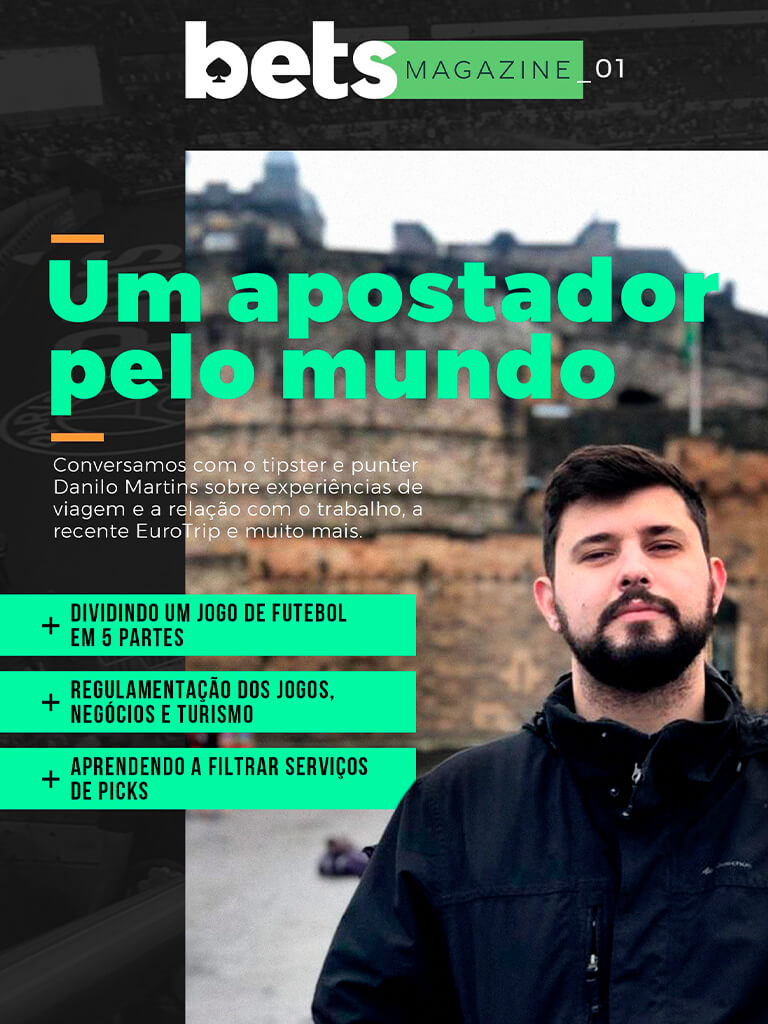 bets MAGAZINE_01
Um apostador
pelo mundo
Conversamos com o tipster e punter
Danilo Martins sobre experiências de
viagem e a relação com o trabalho, a
recente EuroTrip e muito mais.
+ DIVIDINDO UM JOGO DE FUTEBOL
EM 5 PARTES
+ REGULAMENTAÇÃO DOS JOGOS,
NEGÓCIOS E TURISMO
+ APRENDENDO A FILTRAR SERVIÇOS
DE PICKS